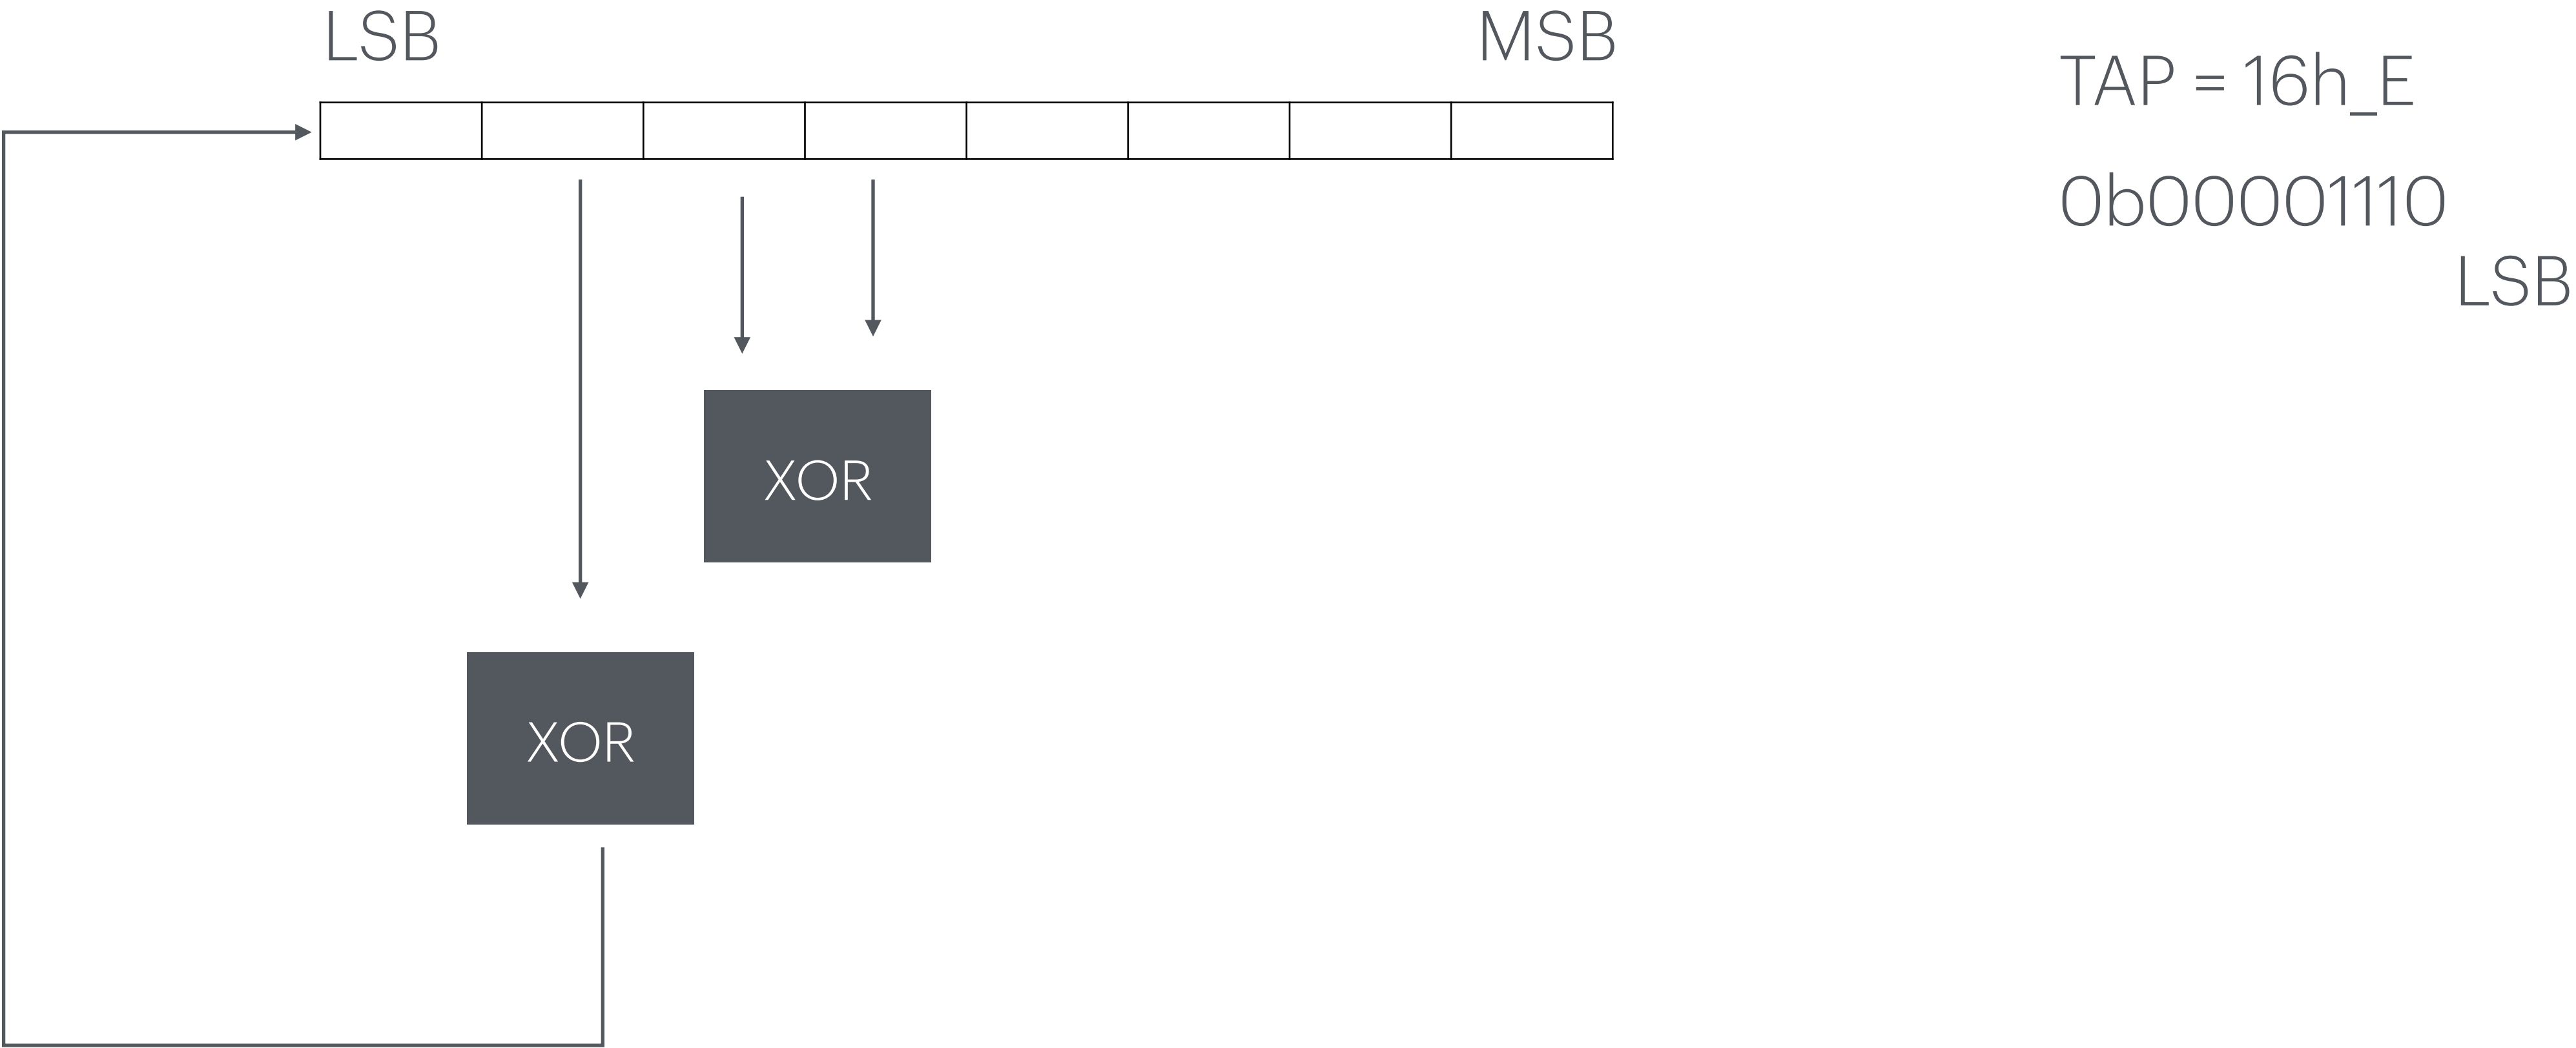 LSB
MSB
TAP = 16h_E
0b00001110
LSB
XOR
XOR